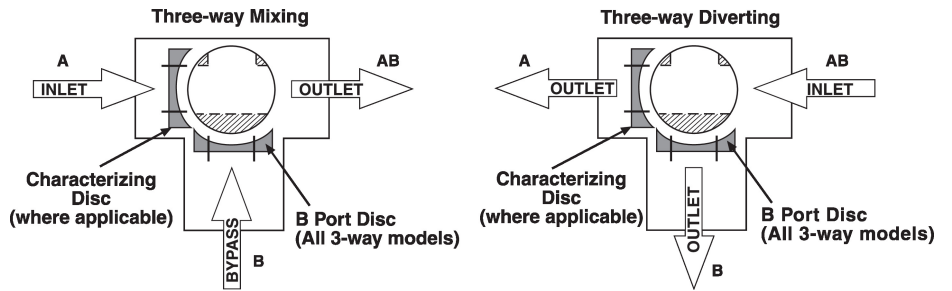 Three-way Mixing
A
INLET
AB
OUTLET
Characterizing
Disc
(where applicable)
BYPASS
B
B Port Disc
(All 3-way models)
Three-way Diverting
A
OUTLET
AB
INLET
Characterizing
Disc
(where applicable)
OUTLET
B
B Port Disc
(All 3-way models)